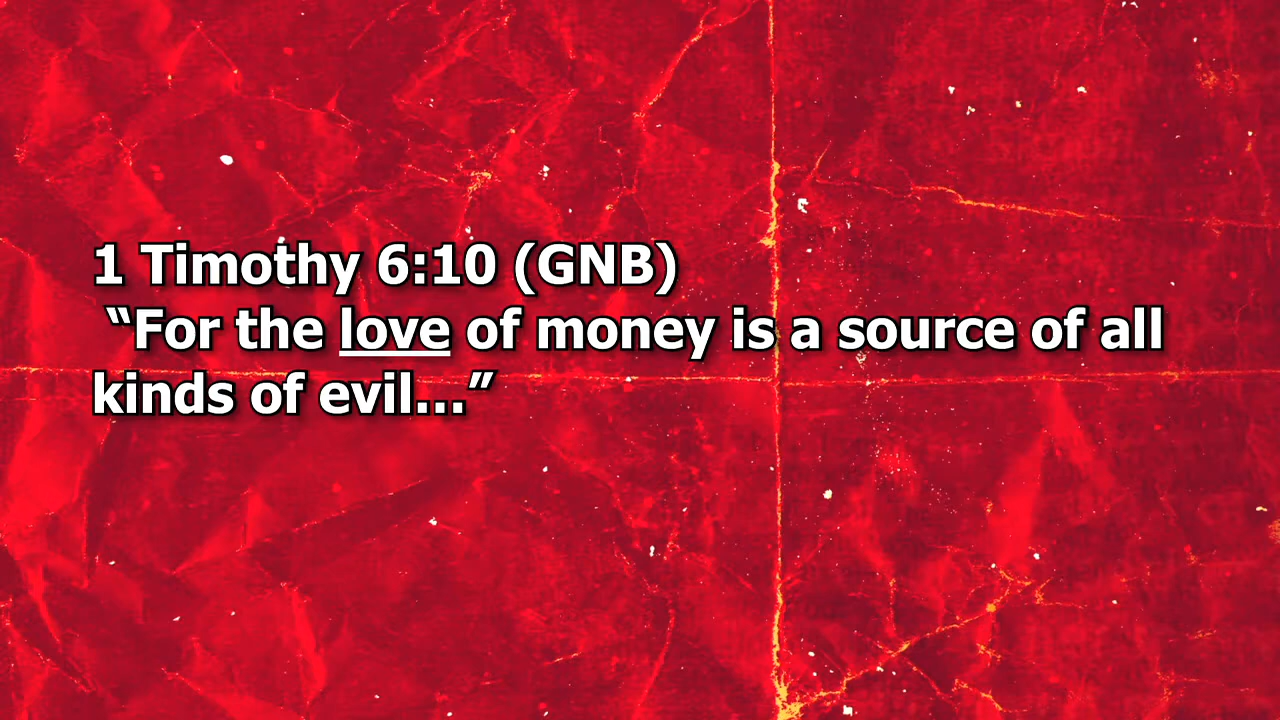 1 Timothy 6:10 (GNB)
“For the love of money is a source of all
kinds of evil...”